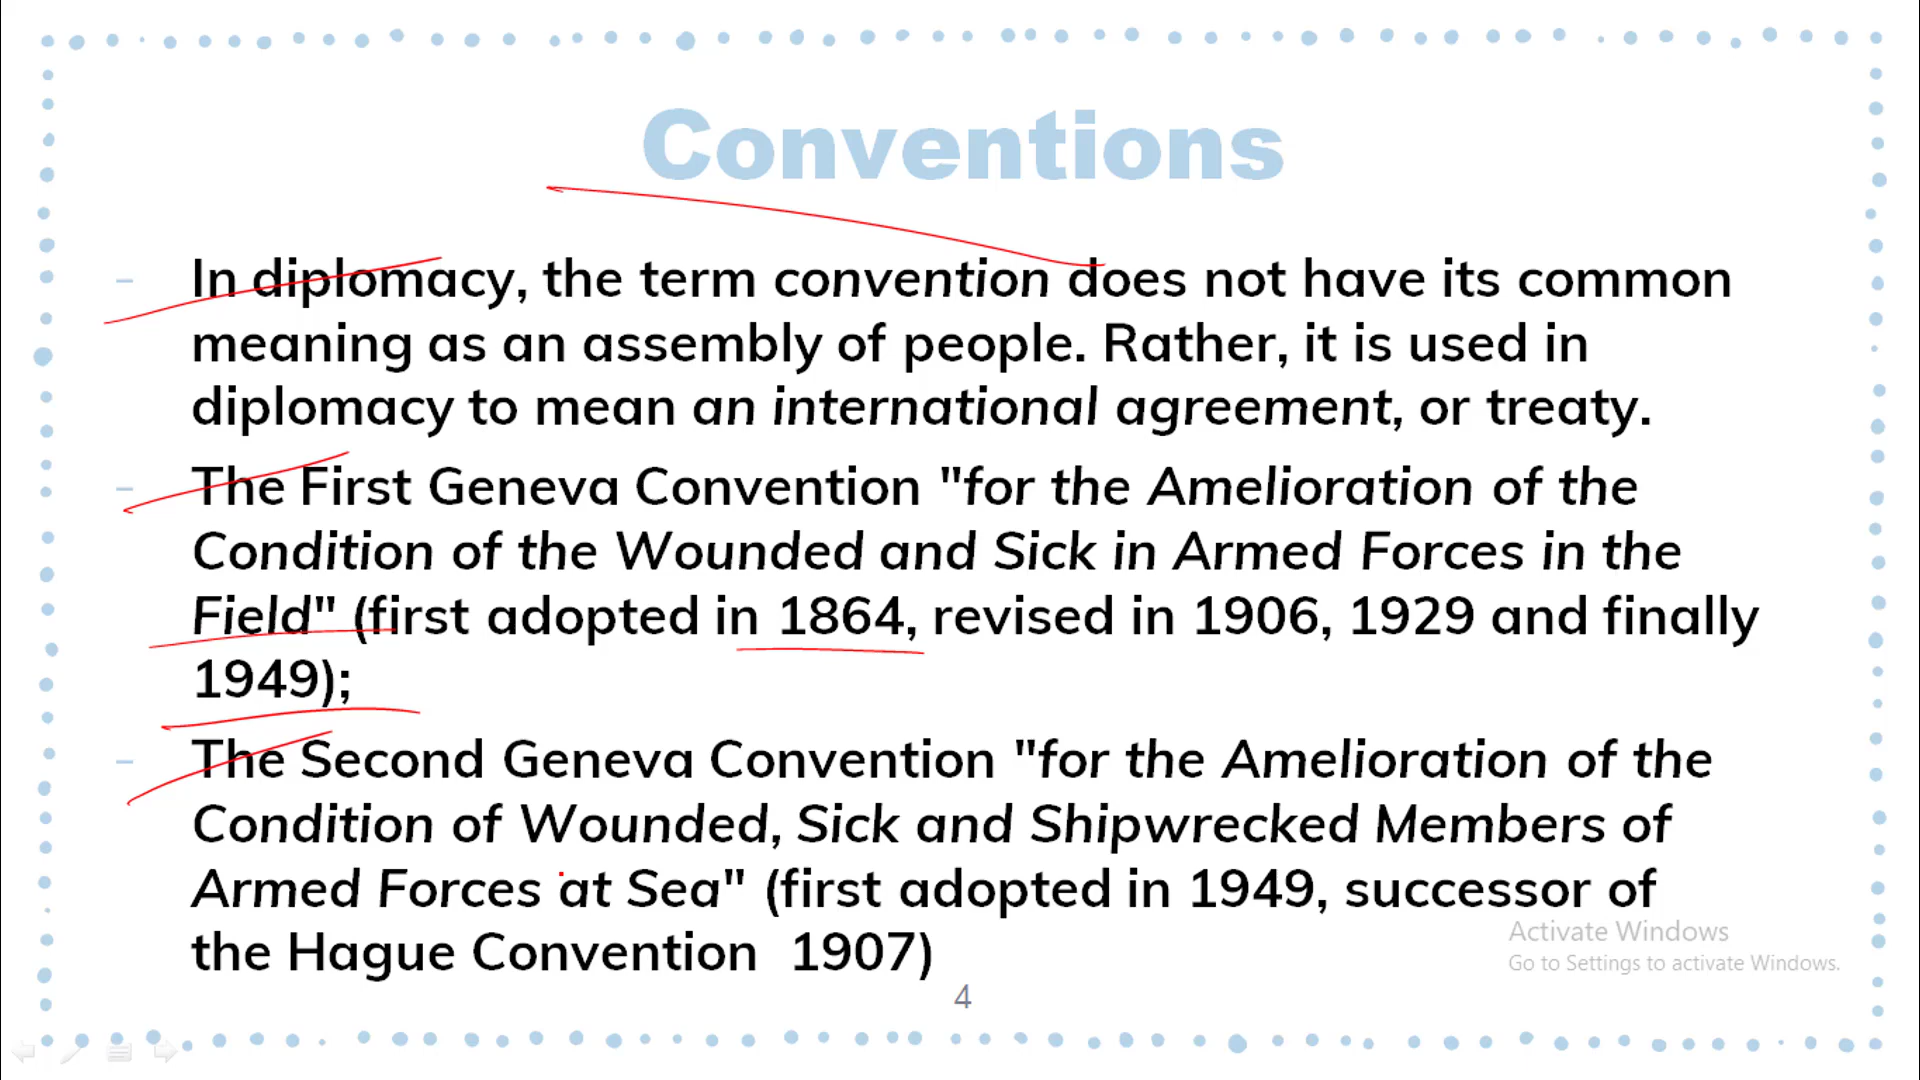 Conventions
- In diplomacy, the term convention does not have its common
meaning as an assembly of people. Rather, it is used in
diplomacy to mean an international agreement, or treaty.
- The First Geneva Convention "for the Amelioration of the
Condition of the Wounded and Sick in Armed Forces in the
Field" (first adopted in 1864, revised in 1906, 1929 and finally
1949);
- The Second Geneva Convention "for the Amelioration of the
Condition of Wounded, Sick and Shipwrecked Members of
Armed Forces at Sea" (first adopted in 1949, successor of
the Hague Convention  1907)
Activate Windows
Go to Settings to activate Windows.
4